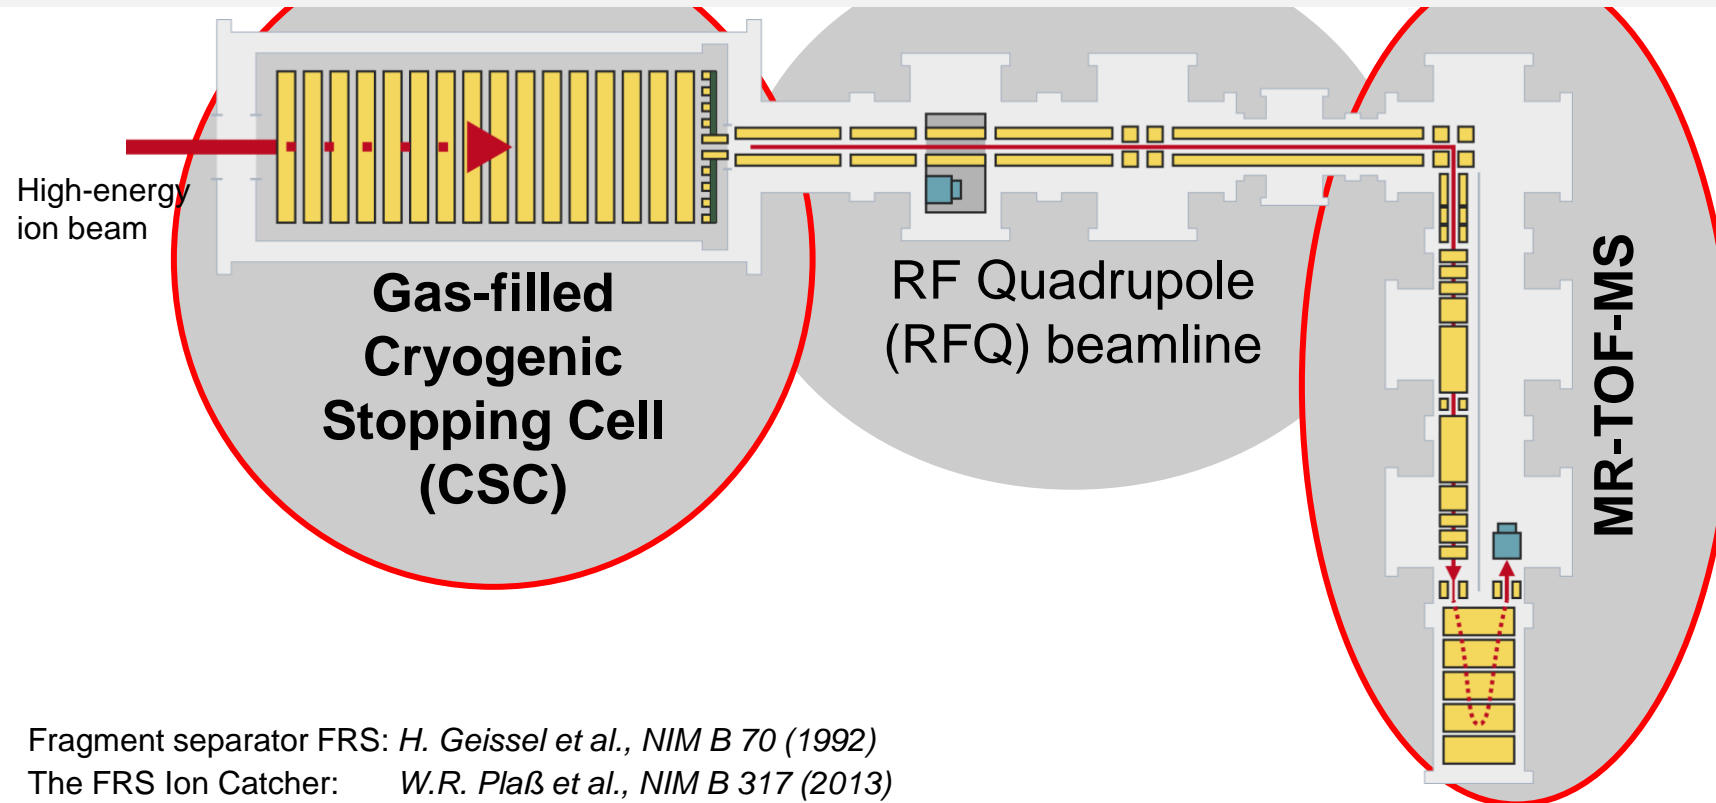 High-energy
ion beam
Gas-filled
Cryogenic
Stopping Cell
(CSC)
RF Quadrupole
(RFQ) beamline
MR-TOF-MS
Fragment separator FRS: H. Geissel et al., NIM B 70 (1992)
The FRS Ion Catcher: W.R. Plaß et al., NIM B 317 (2013)